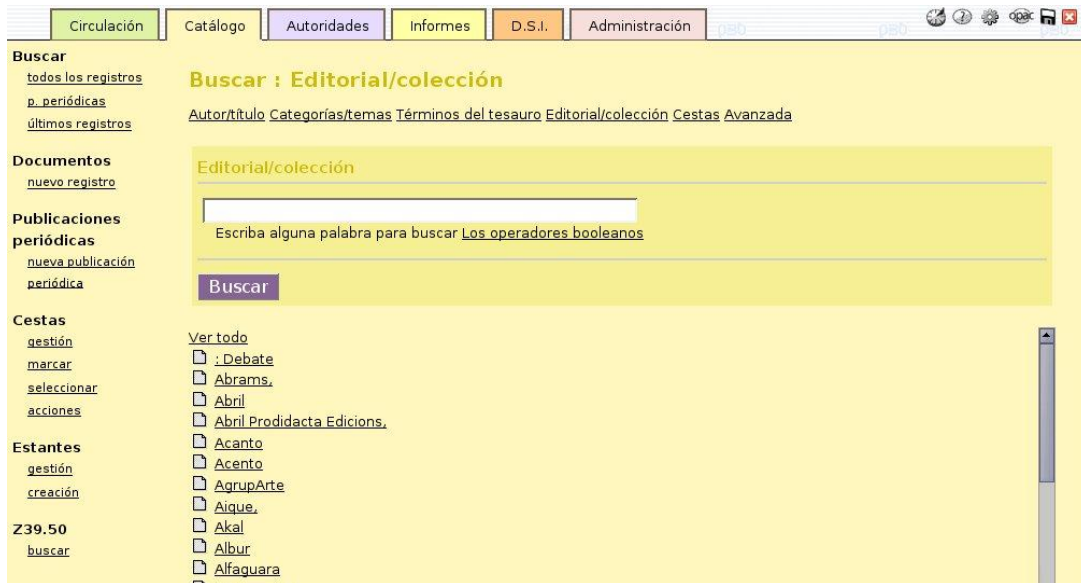 Circulación Catálogo Autoridades Informes D.S.I. Administración opac
Buscar
todos los registros
p. periódicas
últimos registros
Documentos
nuevo registro
Publicaciones
periódicas
nueva publicación
periódica
Cestas
gestión
marcar
seleccionar
acciones
Estantes
gestión
creación
Z39.50
buscar
Buscar : Editorial/colección
Autor/título Categorías/temas Términos del tesauro Editorial/colección Cestas Avanzada
Editorial/colección
Escriba alguna palabra para buscar Los operadores booleanos
Buscar
Ver todo
: Debate
Abrams,
Abril
Abril Prodidacta Edicions,
Acanto
Acento
AgrupArte
Aique,
Akal
Albur
Alfaguara